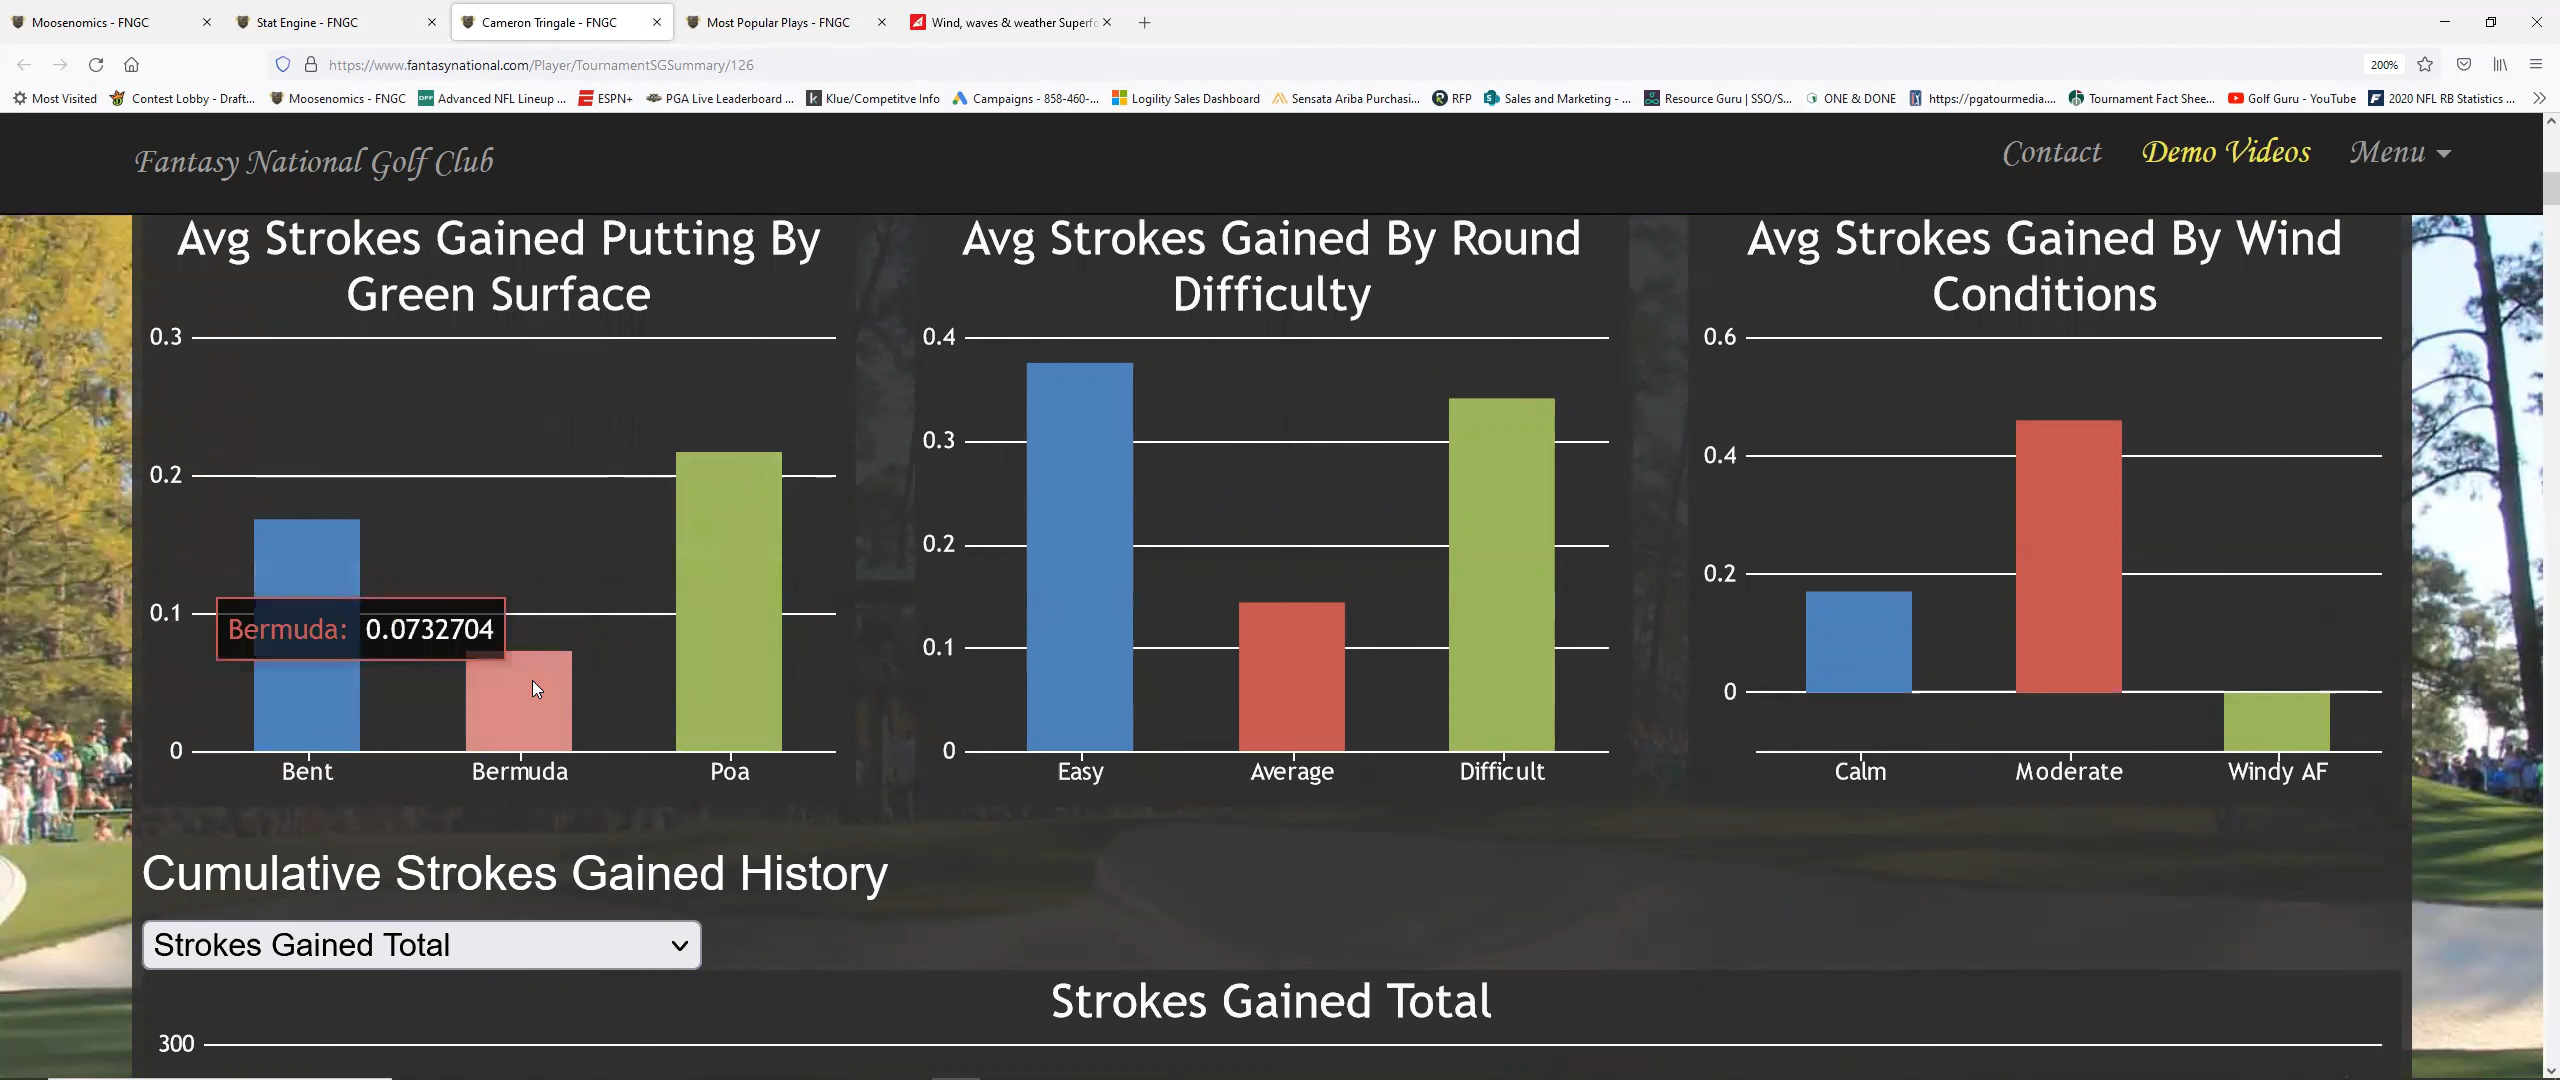 Moosenomics - FNGC
Stat Engine - FNGC
Cameron Tringale - FNGC
Most Popular Plays - FNGC
Wind, waves & weather Superfo
https://www.fantasynational.com/Player/TournamentSGSummary/126
200%
Most Visited
Contest Lobby - Draft...
Moosenomics - FNGC
Advanced NFL Lineup ...
ESPN+
PGA Live Leaderboard ...
Klue/Competitve Info
Campaigns - 858-460-...
Logility Sales Dashboard
Sensata Ariba Purchasi...
RFP
Sales and Marketing - ...
Resource Guru | SSO/S...
ONE & DONE
https://pgatourmedia....
Tournament Fact Shee...
Golf Guru - YouTube
2020 NFL RB Statistics ...
Fantasy National Golf Club
Contact
Demo Videos
Menu
Avg Strokes Gained Putting By
Green Surface
0.3
0.2
0.1
0
Bermuda: 0.0732704
Bent
Bermuda
Poa
Avg Strokes Gained By Round
Difficulty
0.4
0.3
0.2
0.1
0
Easy
Average
Difficult
Avg Strokes Gained By Wind
Conditions
0.6
0.4
0.2
0
Calm
Moderate
Windy AF
Cumulative Strokes Gained History
Strokes Gained Total
Strokes Gained Total
300